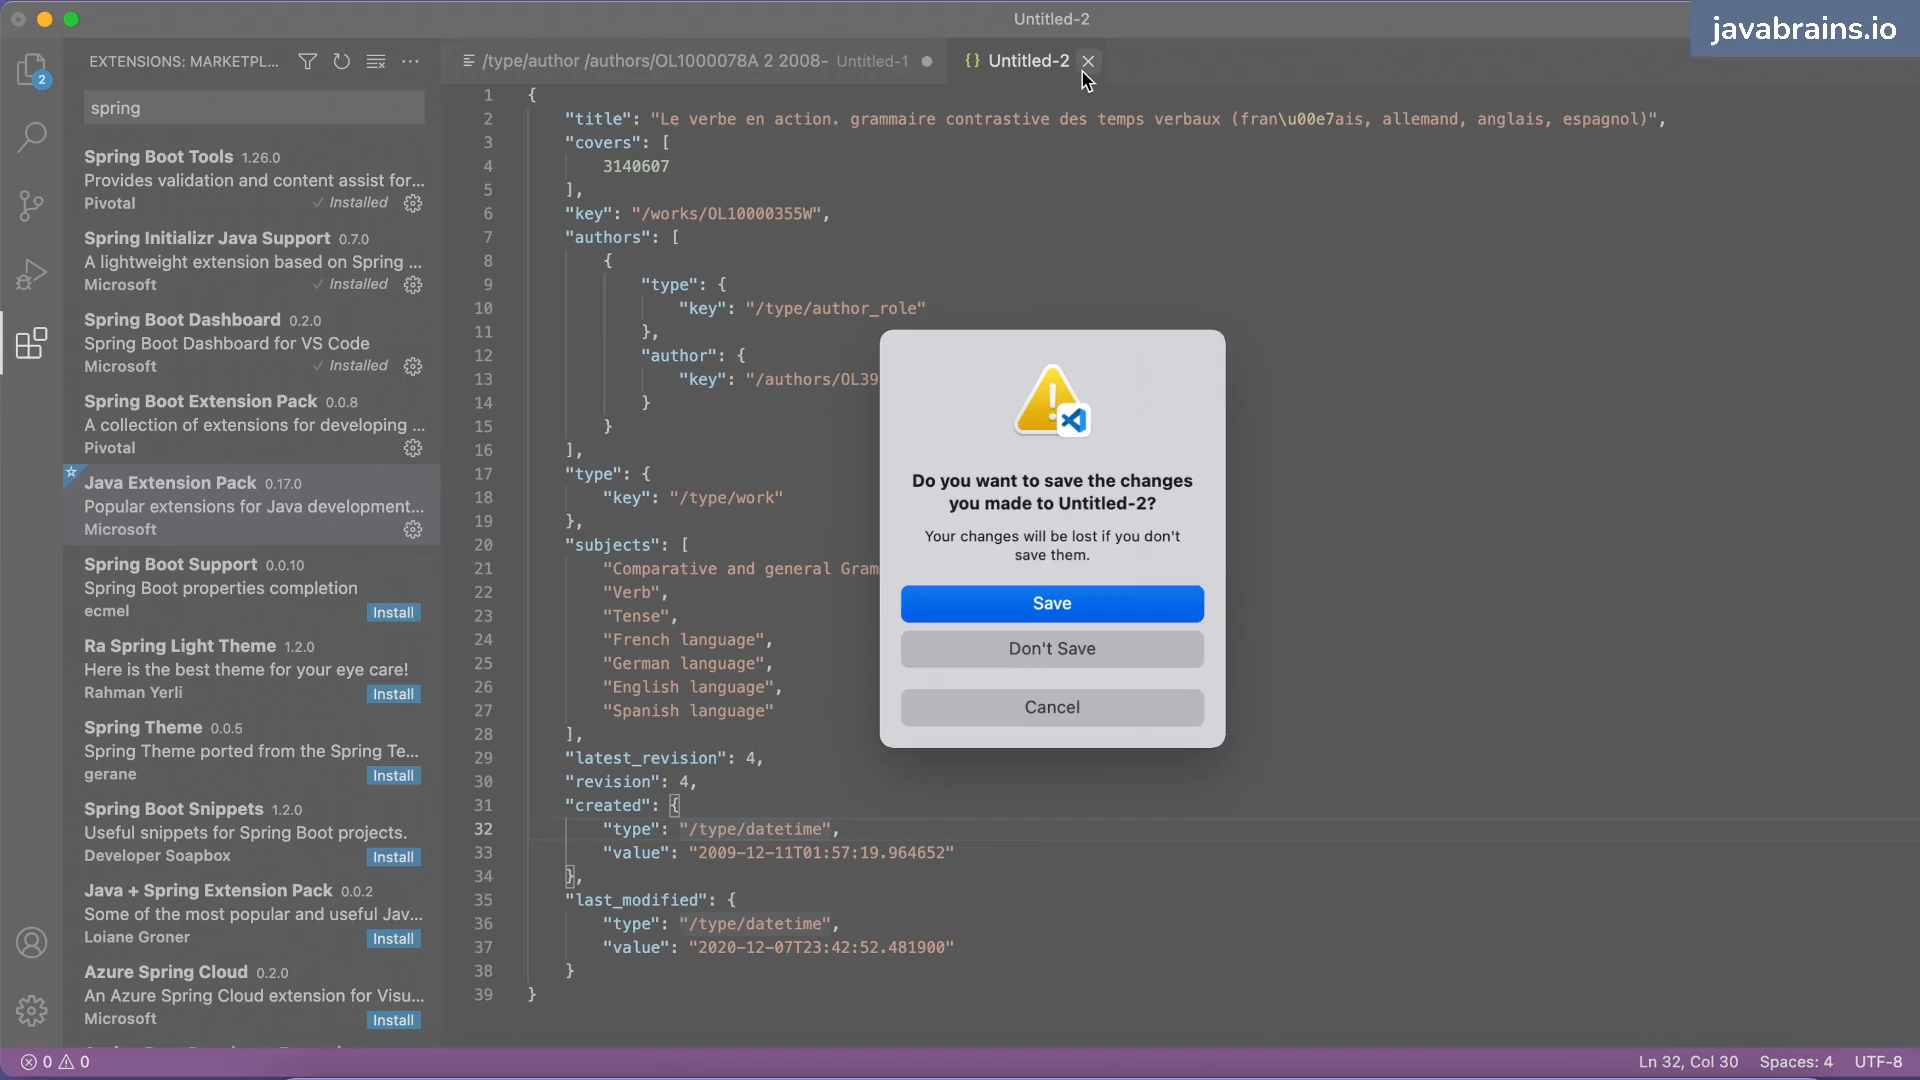 Untitled-2
javabrains.io
EXTENSIONS: MARKETPL...
/type/author /authors/OL1000078A 2 2008- Untitled-1
{} Untitled-2
2
spring
Spring Boot Tools 1.26.0
Provides validation and content assist for...
Pivotal Installed
Spring Initializr Java Support 0.7.0
A lightweight extension based on Spring ...
Microsoft Installed
Spring Boot Dashboard 0.2.0
Spring Boot Dashboard for VS Code
Microsoft Installed
Spring Boot Extension Pack 0.0.8
A collection of extensions for developing ...
Pivotal
Java Extension Pack 0.17.0
Popular extensions for Java development...
Microsoft
Spring Boot Support 0.0.10
Spring Boot properties completion
ecmel Install
Ra Spring Light Theme 1.2.0
Here is the best theme for your eye care!
Rahman Yerli Install
Spring Theme 0.0.5
Spring Theme ported from the Spring Te...
gerane Install
Spring Boot Snippets 1.2.0
Useful snippets for Spring Boot projects.
Developer Soapbox Install
Java + Spring Extension Pack 0.0.2
Some of the most popular and useful Jav...
Loiane Groner Install
Azure Spring Cloud 0.2.0
An Azure Spring Cloud extension for Visu...
Microsoft Install
1 {
2 "title": "Le verbe en action. grammaire contrastive des temps verbaux (fran\u00e7ais, allemand, anglais, espagnol)",
3 "covers": [
4 3140607
5 ],
6 "key": "/works/OL10000355W",
7 "authors": [
8 {
9 "type": {
10 "key": "/type/author_role"
11 },
12 "author": {
13 "key": "/authors/OL39
14 }
15 }
16 ],
17 "type": {
18 "key": "/type/work"
19 },
20 "subjects": [
21 "Comparative and general Gram
22 "Verb",
23 "Tense",
24 "French language",
25 "German language",
26 "English language",
27 "Spanish language"
28 ],
29 "latest_revision": 4,
30 "revision": 4,
31 "created": {
32 "type": "/type/datetime",
33 "value": "2009-12-11T01:57:19.964652"
34 },
35 "last_modified": {
36 "type": "/type/datetime",
37 "value": "2020-12-07T23:42:52.481900"
38 }
39 }
Do you want to save the changes
you made to Untitled-2?
Your changes will be lost if you don't
save them.
Save
Don't Save
Cancel
0 0
Ln 32, Col 30 Spaces: 4 UTF-8